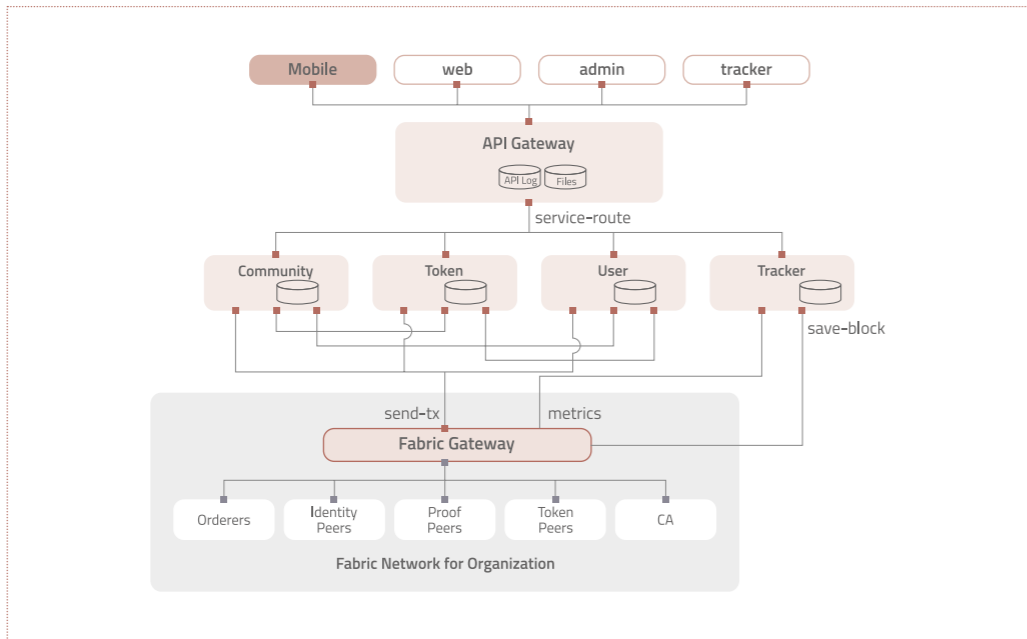 Mobile
web
admin
tracker
API Gateway
API Log
Files
service-route
Community
Token
User
Tracker
save-block
send-tx
metrics
Fabric Gateway
Orderers
Identity
Peers
Proof
Peers
Token
Peers
CA
Fabric Network for Organization